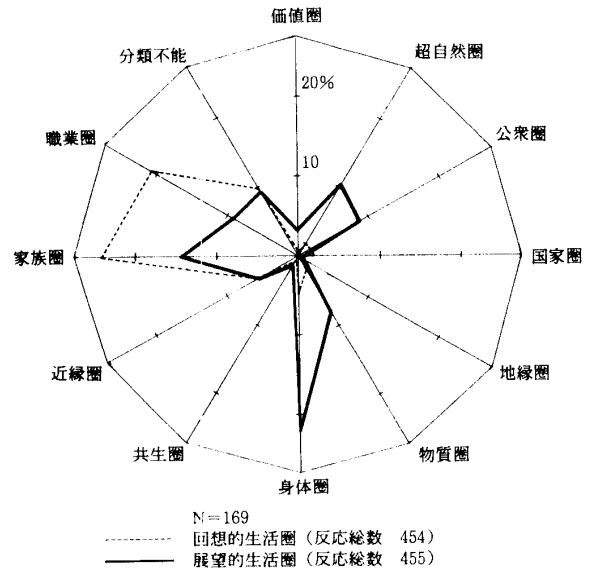 価値圏
分類不能
超自然圏
20%
職業圏
公衆圏
10
家族圏
国家圏
近縁圏
地縁圏
共生圏
物質圏
身体圏
N=169
回想的生活圏(反応総数 454)
展望的生活圏(反応総数 455)